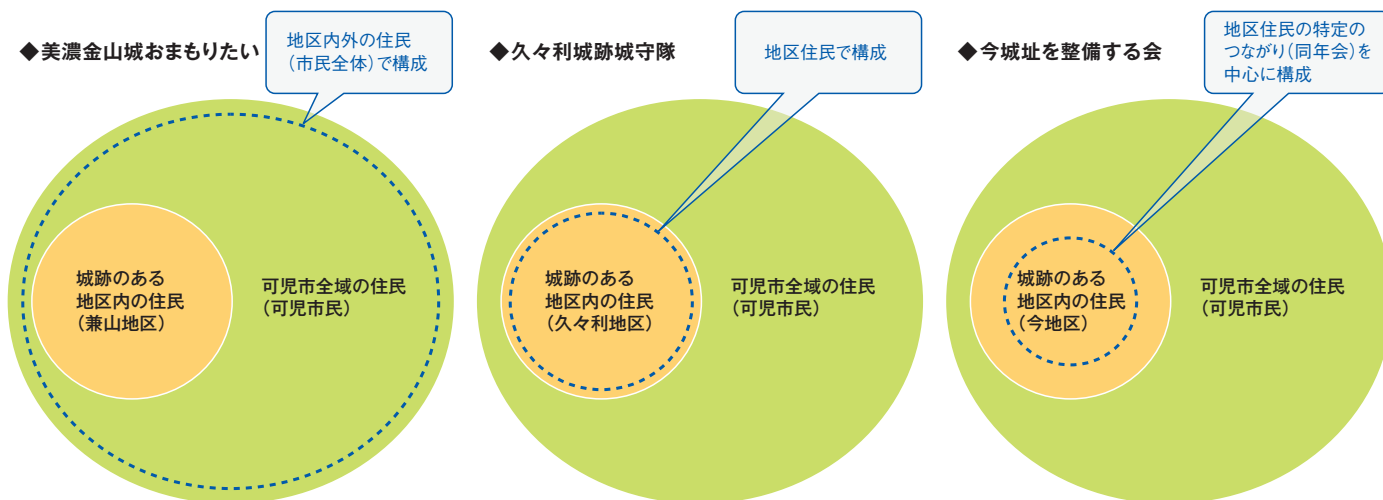 ◆美濃金山城おまもりたい
地区内外の住民
（市民全体）で構成
城跡のある
地区内の住民
（兼山地区）
可児市全域の住民
（可児市民）
◆久々利城跡城守隊
地区住民で構成
城跡のある
地区内の住民
（久々利地区）
可児市全域の住民
（可児市民）
◆今城址を整備する会
地区住民の特定の
つながり（同年会）を
中心に構成
城跡のある
地区内の住民
（今地区）
可児市全域の住民
（可児市民）